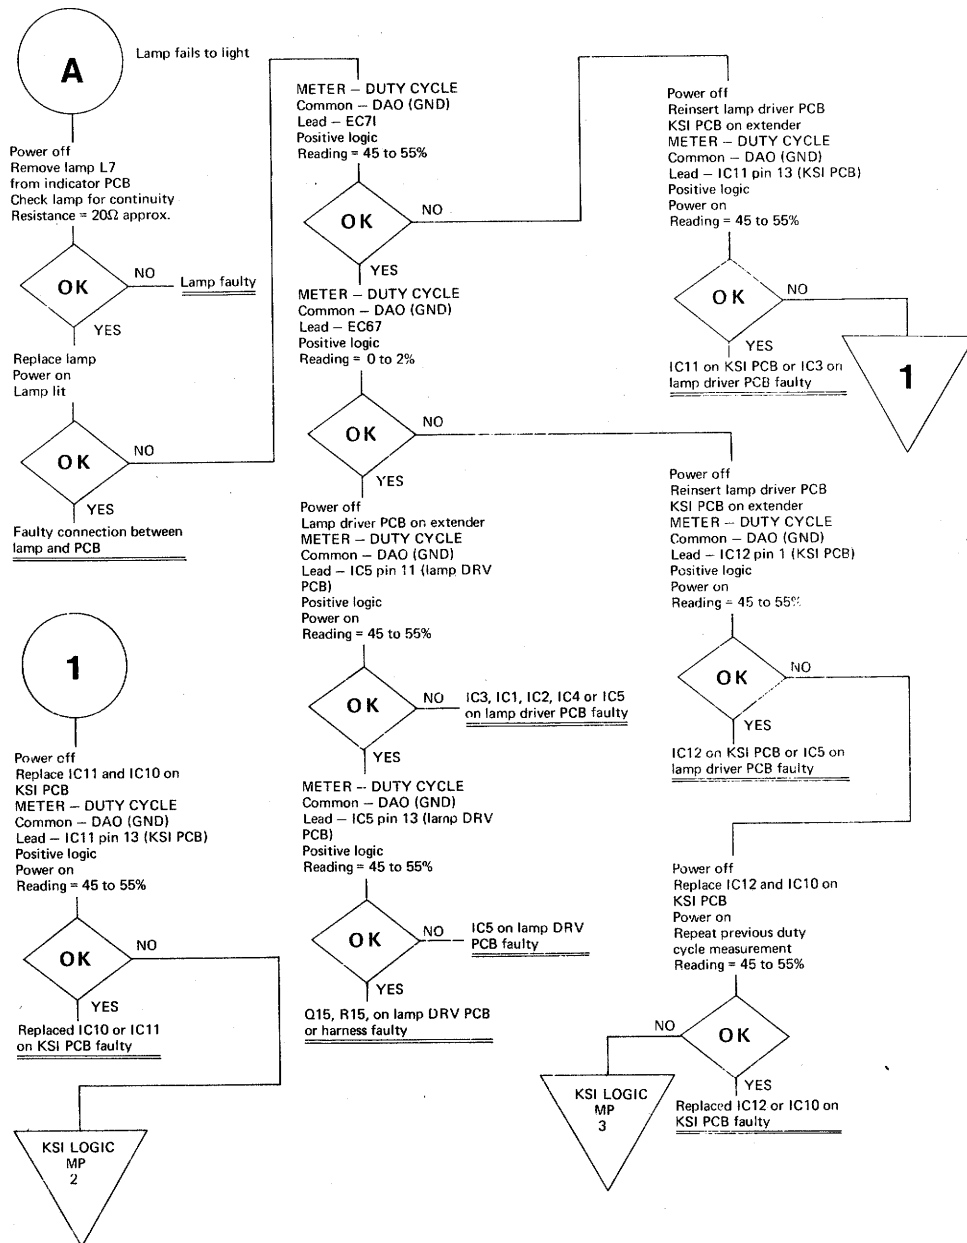 A
Lamp fails to light
Power off
Remove lamp L7
from indicator PCB
Check lamp for continuity
Resistance = 20Ω approx.
OK
NO
Lamp faulty
YES
Replace lamp
Power on
Lamp lit
OK
NO
YES
Faulty connection between
lamp and PCB
1
Power off
Replace IC11 and IC10 on
KSI PCB
METER – DUTY CYCLE
Common – DAO (GND)
Lead – IC11 pin 13 (KSI PCB)
Positive logic
Power on
Reading = 45 to 55%
OK
NO
YES
Replaced IC10 or IC11
on KSI PCB faulty
KSI LOGIC
MP
2
METER – DUTY CYCLE
Common – DAO (GND)
Lead – EC7I
Positive logic
Reading = 45 to 55%
OK
NO
YES
METER – DUTY CYCLE
Common – DAO (GND)
Lead – EC67
Positive logic
Reading = 0 to 2%
OK
NO
YES
Power off
Lamp driver PCB on extender
METER – DUTY CYCLE
Common – DAO (GND)
Lead – IC5 pin 11 (lamp DRV
PCB)
Positive logic
Power on
Reading = 45 to 55%
OK
NO
IC3, IC1, IC2, IC4 or IC5
on lamp driver PCB faulty
YES
METER – DUTY CYCLE
Common – DAO (GND)
Lead – IC5 pin 13 (lamp DRV
PCB)
Positive logic
Reading = 45 to 55%
OK
NO
IC5 on lamp DRV
PCB faulty
YES
Q15, R15, on lamp DRV PCB
or harness faulty
Power off
Reinsert lamp driver PCB
KSI PCB on extender
METER – DUTY CYCLE
Common – DAO (GND)
Lead – IC11 pin 13 (KSI PCB)
Positive logic
Power on
Reading = 45 to 55%
OK
NO
YES
IC11 on KSI PCB or IC3 on
lamp driver PCB faulty
1
Power off
Reinsert lamp driver PCB
KSI PCB on extender
METER – DUTY CYCLE
Common – DAO (GND)
Lead – IC12 pin 1 (KSI PCB)
Positive logic
Power on
Reading = 45 to 55%
OK
NO
YES
IC12 on KSI PCB or IC5 on
lamp driver PCB faulty
Power off
Replace IC12 and IC10 on
KSI PCB
Power on
Repeat previous duty
cycle measurement
Reading = 45 to 55%
OK
NO
YES
Replaced IC12 or IC10 on
KSI PCB faulty
KSI LOGIC
MP
3